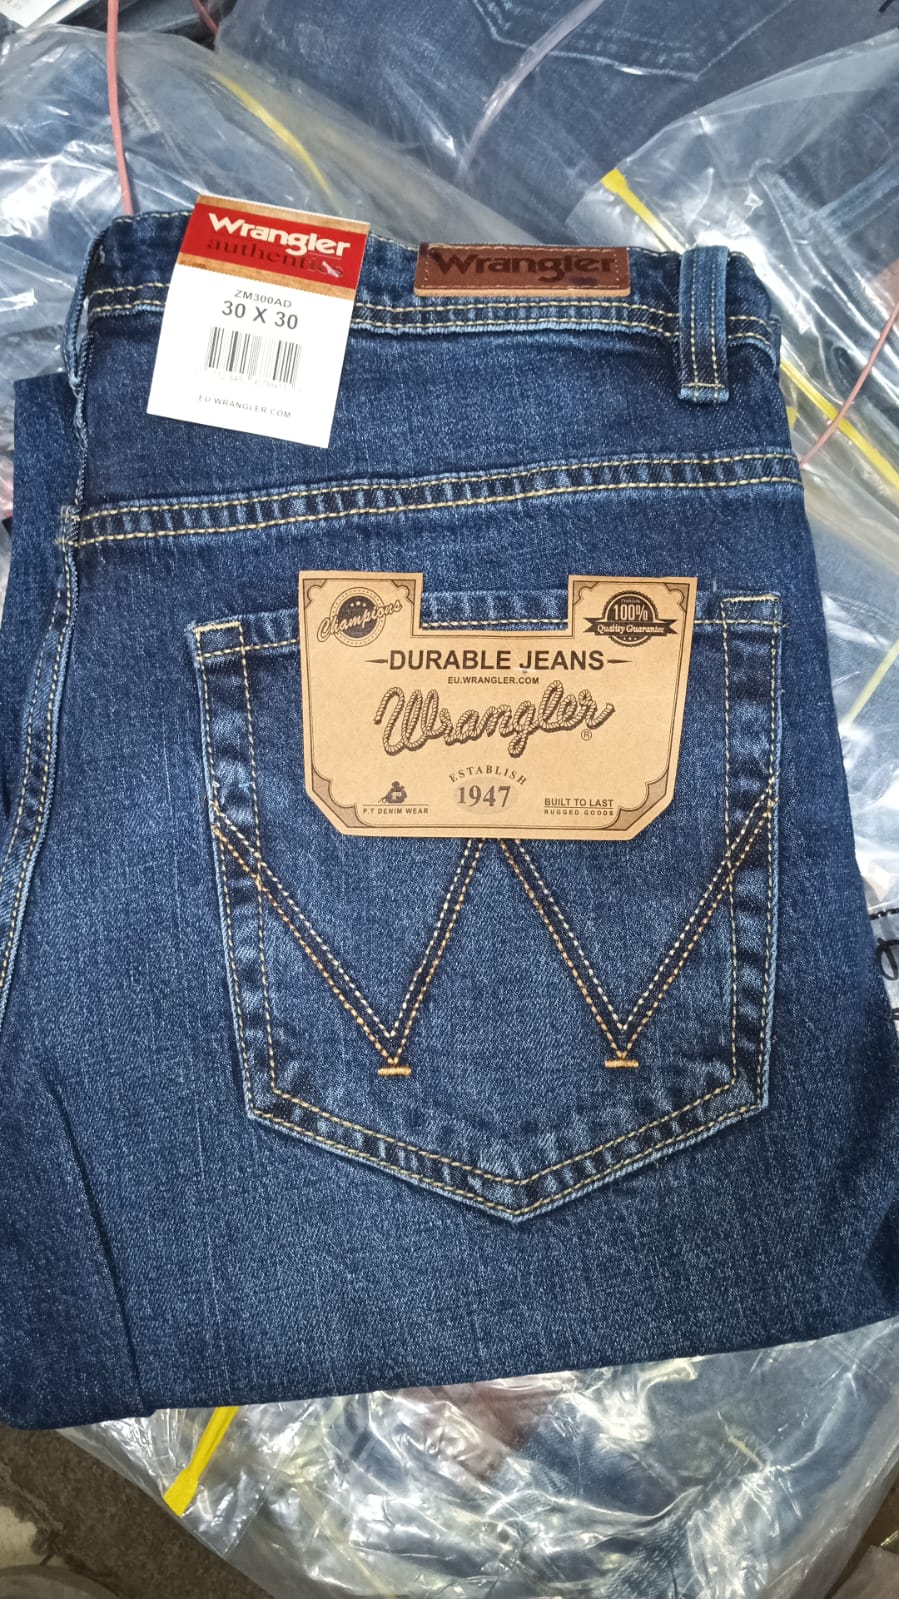 Wrangler
authentics
ZM300AD
30 X 30
EU.WRANGLER.COM
Wrangler
Champions
100%
Quality Guarantee
DURABLE JEANS
EU.WRANGLER.COM
Wrangler
®
ESTABLISH
1947
P.T DENIM WEAR
BUILT TO LAST
RUGGED GOODS